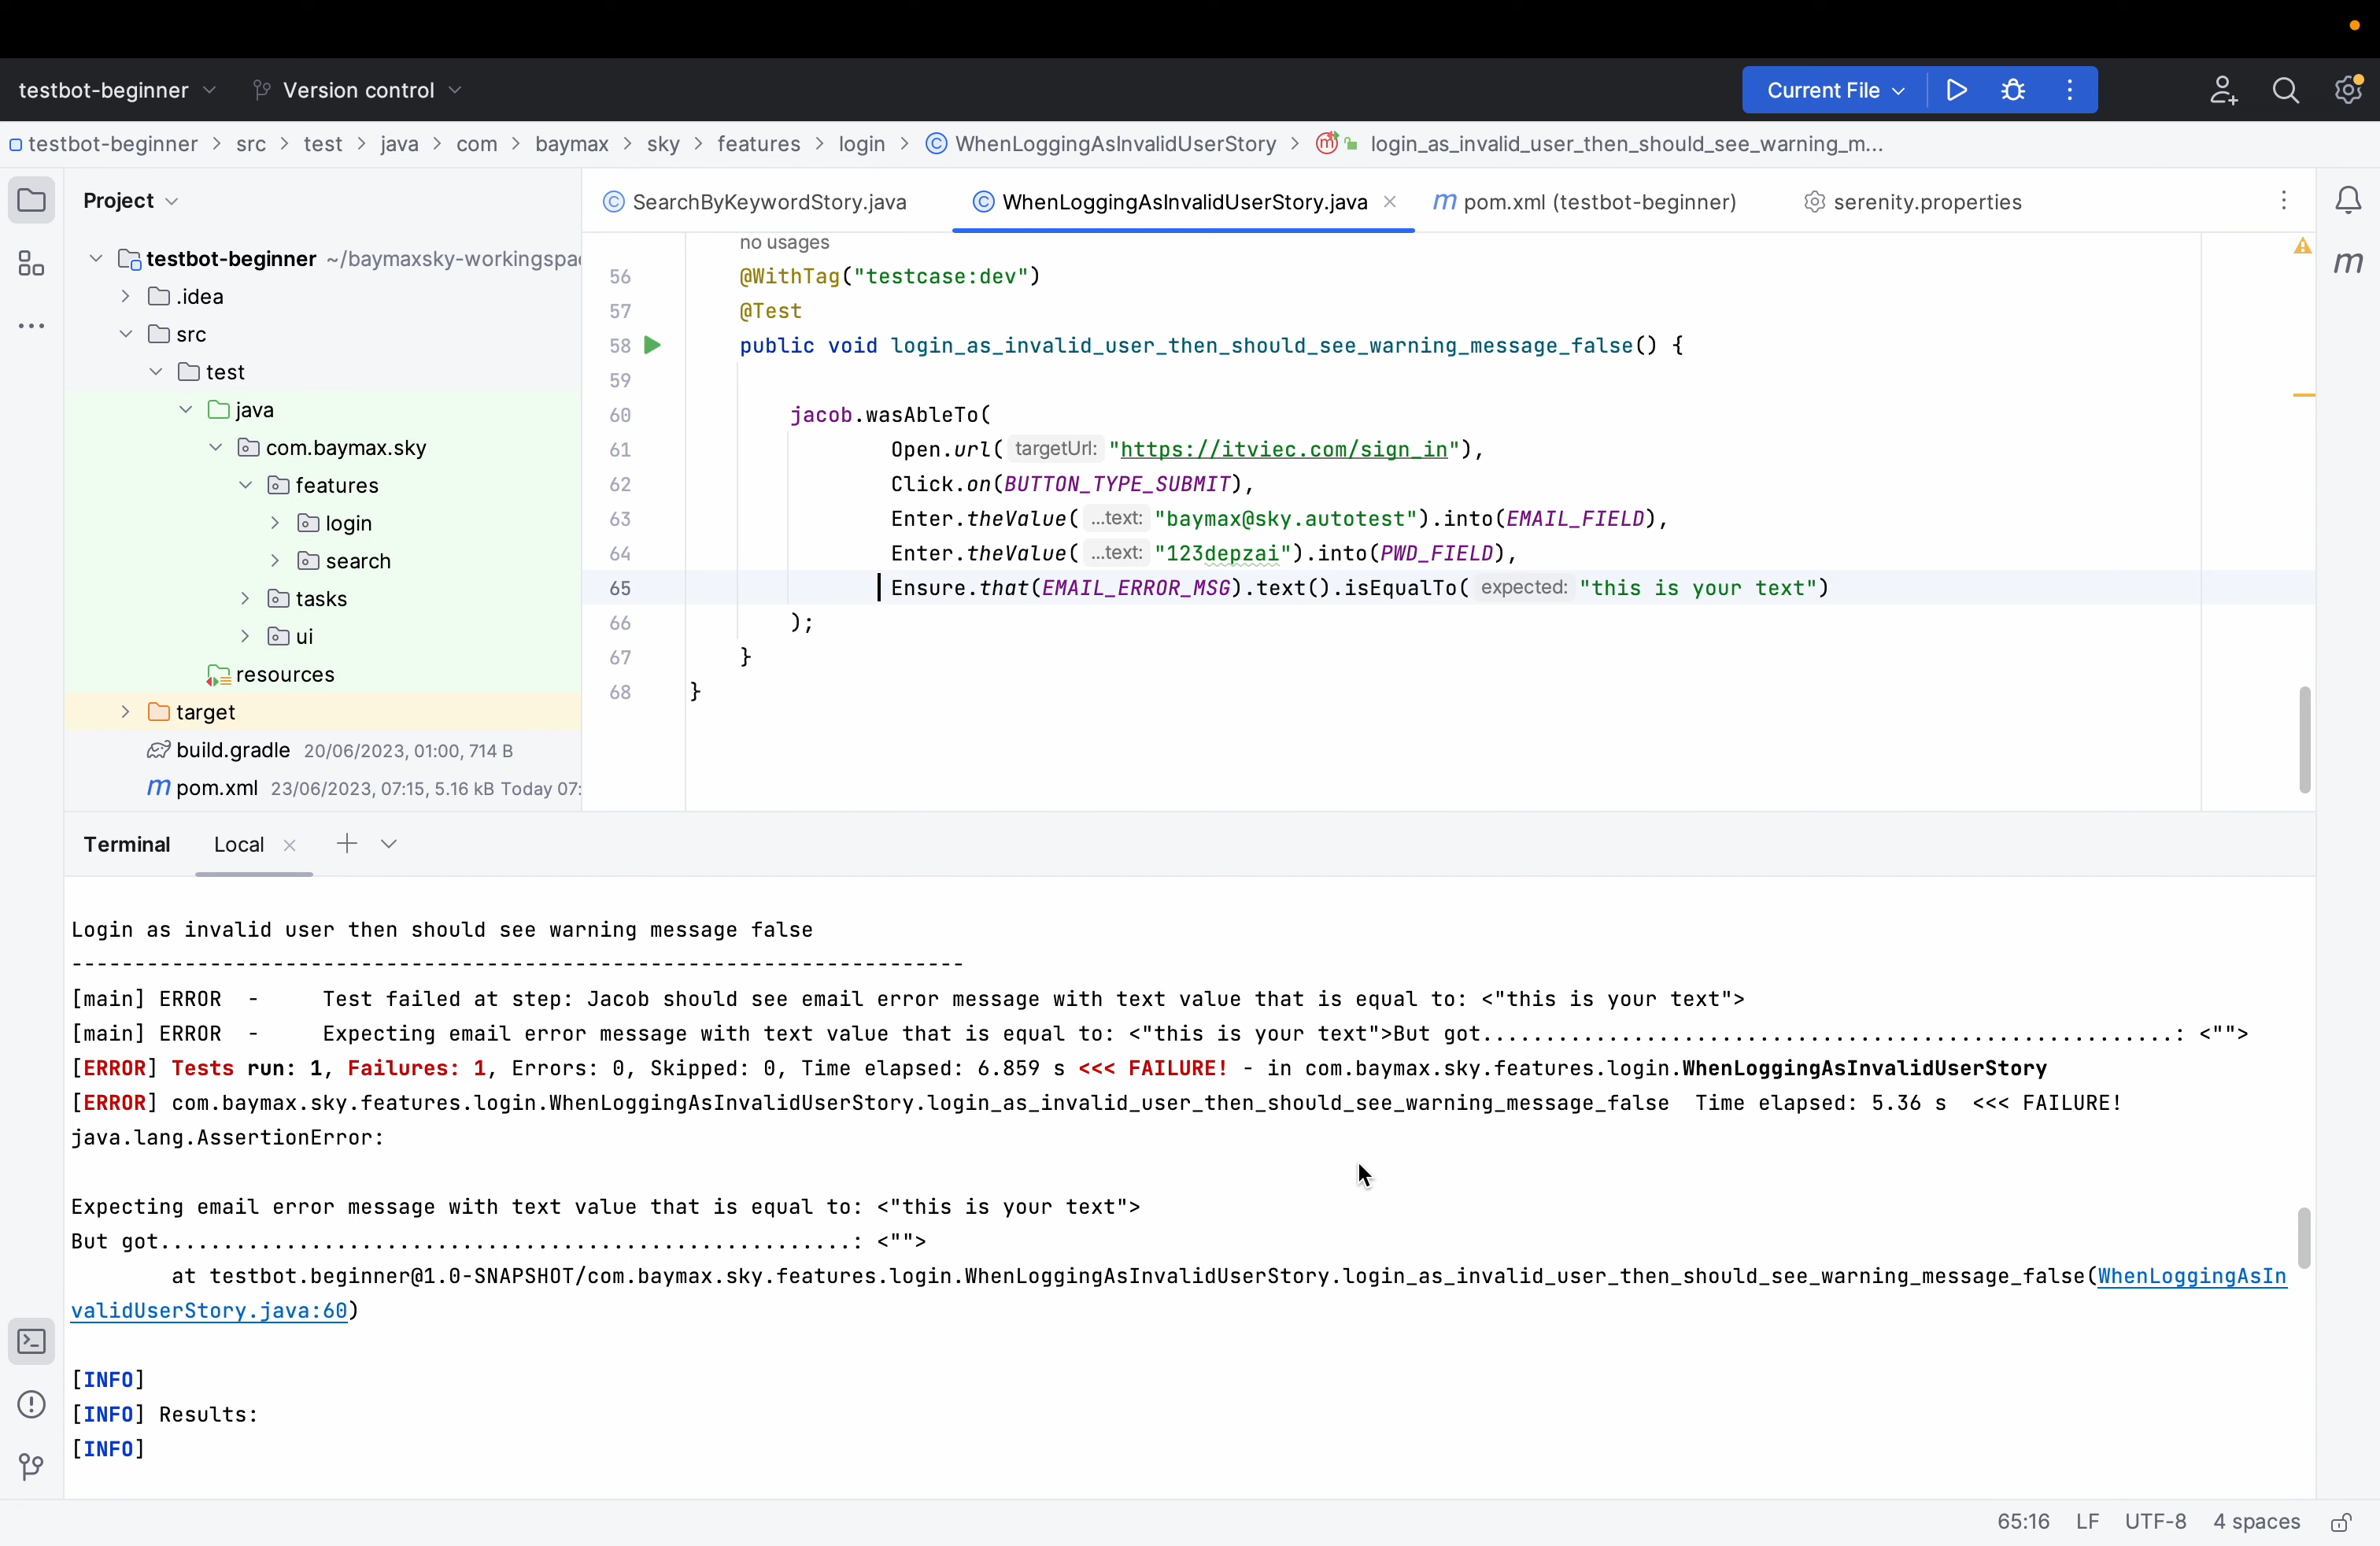 testbot-beginner Version control Current File
testbot-beginner > src > test > java > com > baymax > sky > features > login > WhenLoggingAsInvalidUserStory > login_as_invalid_user_then_should_see_warning_m...
Project
testbot-beginner ~/baymaxsky-workingspa
.idea
src
test
java
com.baymax.sky
features
login
search
tasks
ui
resources
target
build.gradle 20/06/2023, 01:00, 714 B
pom.xml 23/06/2023, 07:15, 5.16 kB Today 07:
SearchByKeywordStory.java WhenLoggingAsInvalidUserStory.java pom.xml (testbot-beginner) serenity.properties
no usages
56 @WithTag("testcase:dev")
57 @Test
58 public void login_as_invalid_user_then_should_see_warning_message_false() {
59
60 jacob.wasAbleTo(
61 Open.url( targetUrl: "https://itviec.com/sign_in"),
62 Click.on(BUTTON_TYPE_SUBMIT),
63 Enter.theValue( ...text: "baymax@sky.autotest").into(EMAIL_FIELD),
64 Enter.theValue( ...text: "123depzai").into(PWD_FIELD),
65 Ensure.that(EMAIL_ERROR_MSG).text().isEqualTo( expected: "this is your text")
66 );
67 }
68 }
Terminal Local
Login as invalid user then should see warning message false
-----------------------------------------------------------------------
[main] ERROR - Test failed at step: Jacob should see email error message with text value that is equal to: <"this is your text">
[main] ERROR - Expecting email error message with text value that is equal to: <"this is your text">But got.......................................................: <"">
[ERROR] Tests run: 1, Failures: 1, Errors: 0, Skipped: 0, Time elapsed: 6.859 s <<< FAILURE! - in com.baymax.sky.features.login.WhenLoggingAsInvalidUserStory
[ERROR] com.baymax.sky.features.login.WhenLoggingAsInvalidUserStory.login_as_invalid_user_then_should_see_warning_message_false Time elapsed: 5.36 s <<< FAILURE!
java.lang.AssertionError:
Expecting email error message with text value that is equal to: <"this is your text">
But got.......................................................: <"">
at testbot.beginner@1.0-SNAPSHOT/com.baymax.sky.features.login.WhenLoggingAsInvalidUserStory.login_as_invalid_user_then_should_see_warning_message_false(WhenLoggingAsIn
validUserStory.java:60)
[INFO]
[INFO] Results:
[INFO]
65:16 LF UTF-8 4 spaces